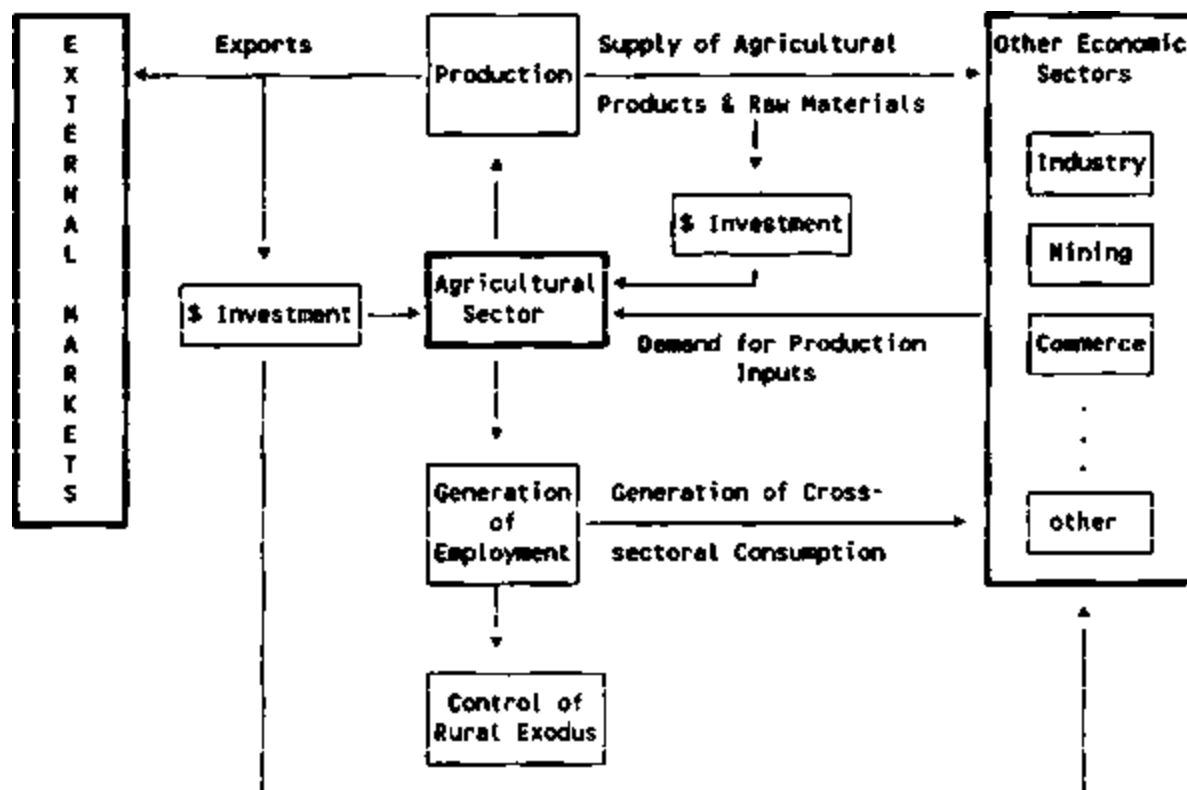 EXTERNAL MARKETS
Exports
Production
Supply of Agricultural
Products & Raw Materials
$ Investment
Agricultural
Sector
$ Investment
Demand for Production
Inputs
Generation
of
Employment
Generation of Cross-
sectoral Consumption
Control of
Rural Exodus
Other Economic
Sectors
Industry
Mining
Commerce
other